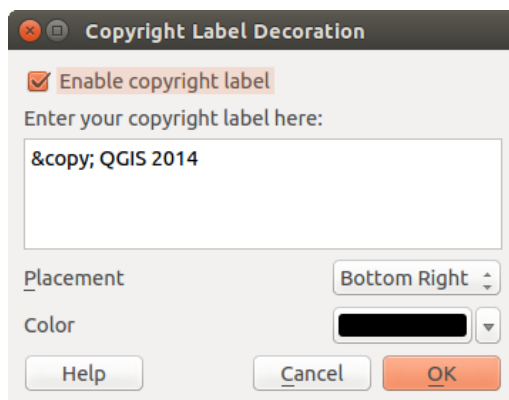 Copyright Label Decoration
Enable copyright label
Enter your copyright label here:
&copy; QGIS 2014
Placement
Bottom Right
Color
Help
Cancel
OK